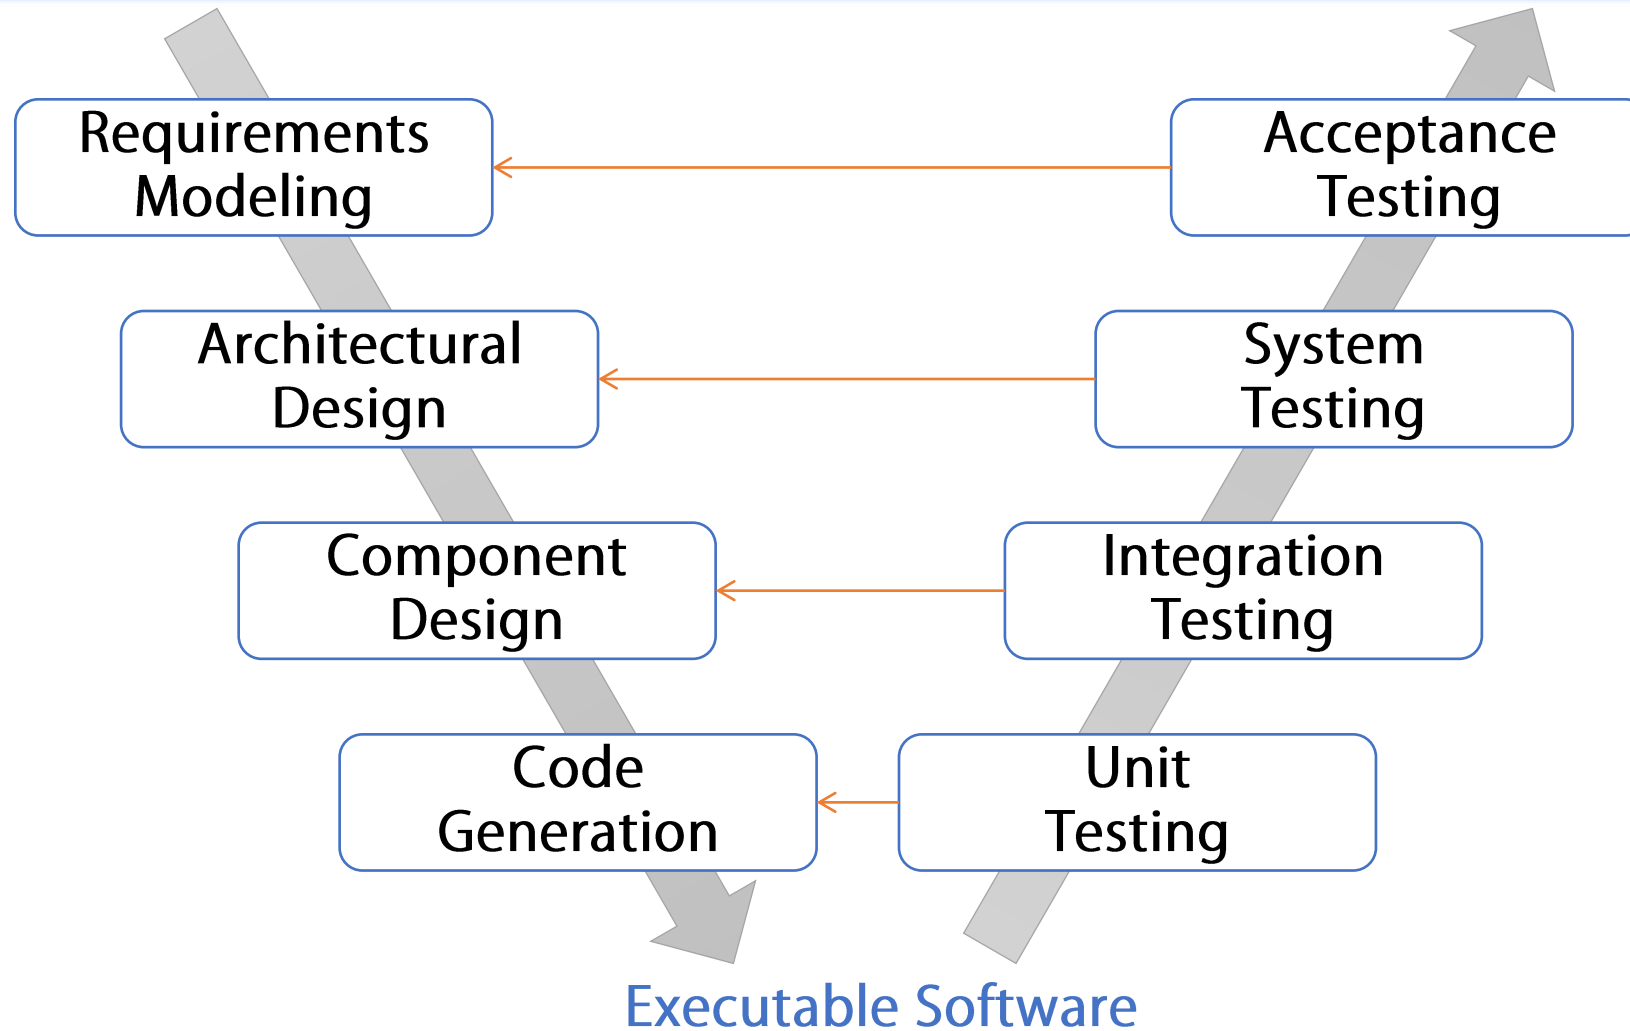 Requirements
Modeling
Acceptance
Testing
Architectural
Design
System
Testing
Component
Design
Integration
Testing
Code
Generation
Unit
Testing
Executable Software